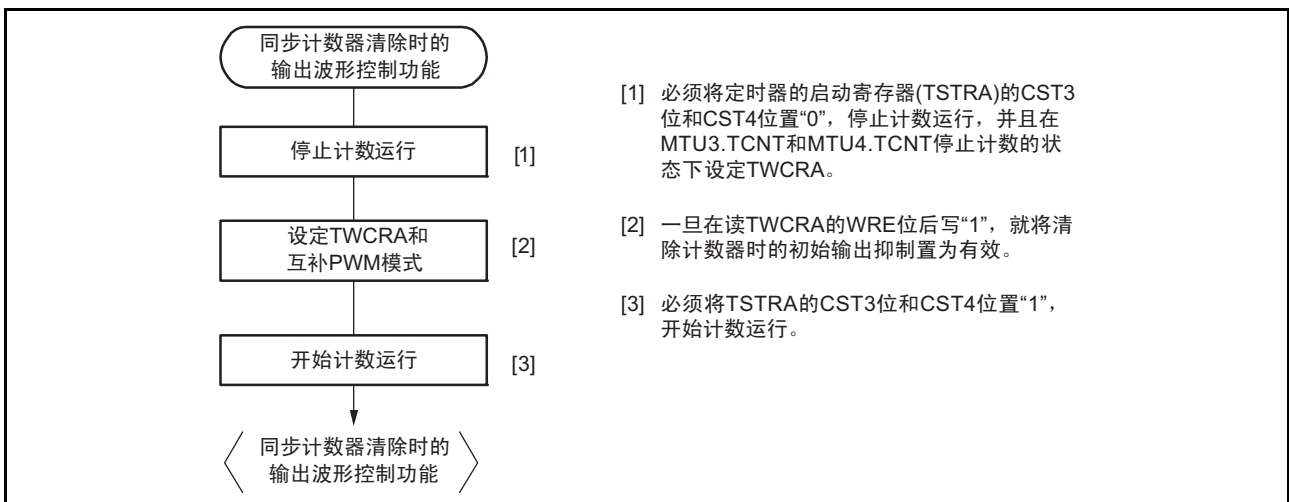 同步计数器清除时的
输出波形控制功能
停止计数运行
[1]
设定TWCRA和
互补PWM模式
[2]
开始计数运行
[3]
同步计数器清除时的
输出波形控制功能
[1] 必须将定时器的启动寄存器(TSTRA)的CST3
位和CST4位置“0”，停止计数运行，并且在
MTU3.TCNT和MTU4.TCNT停止计数的状
态下设定TWCRA。
[2] 一旦在读TWCRA的WRE位后写“1”，就将清
除计数器时的初始输出抑制置为有效。
[3] 必须将TSTRA的CST3位和CST4位置“1”，
开始计数运行。